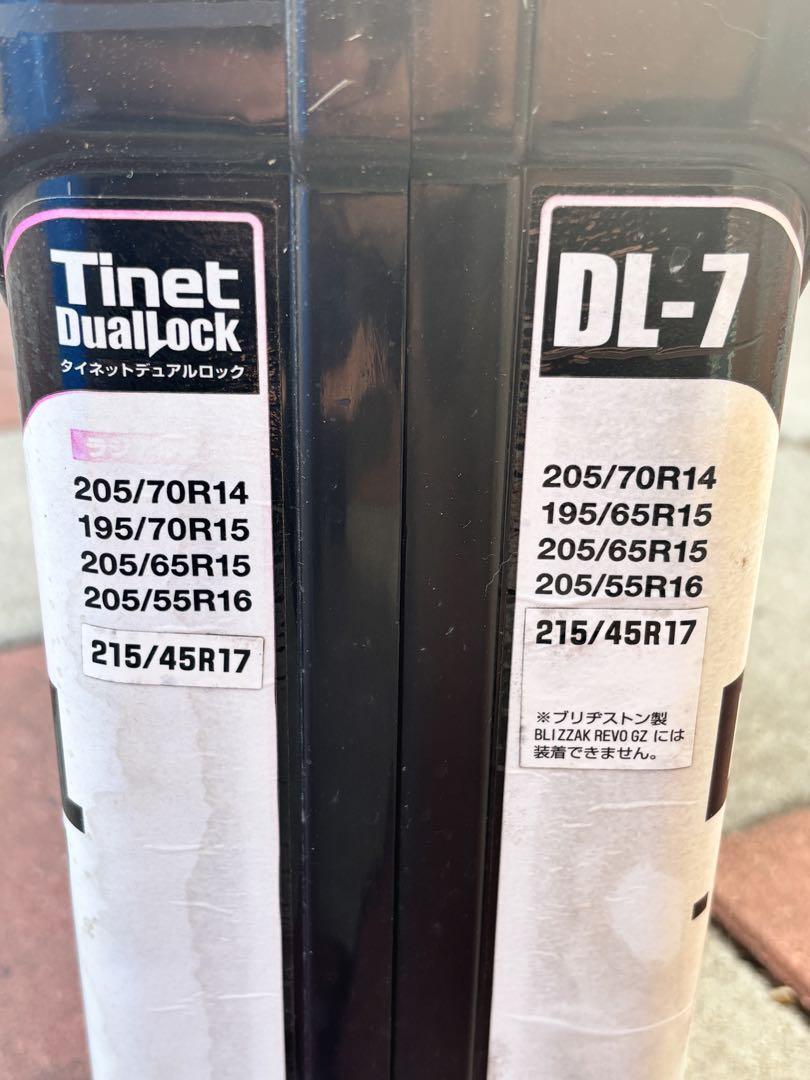 Tinet
DualLock
タイネットデュアルロック
205/70R14
195/70R15
205/65R15
205/55R16
215/45R17
DL-7
205/70R14
195/65R15
205/65R15
205/55R16
215/45R17
※ブリヂストン製
BLIZZAK REVO GZ には
装着できません。